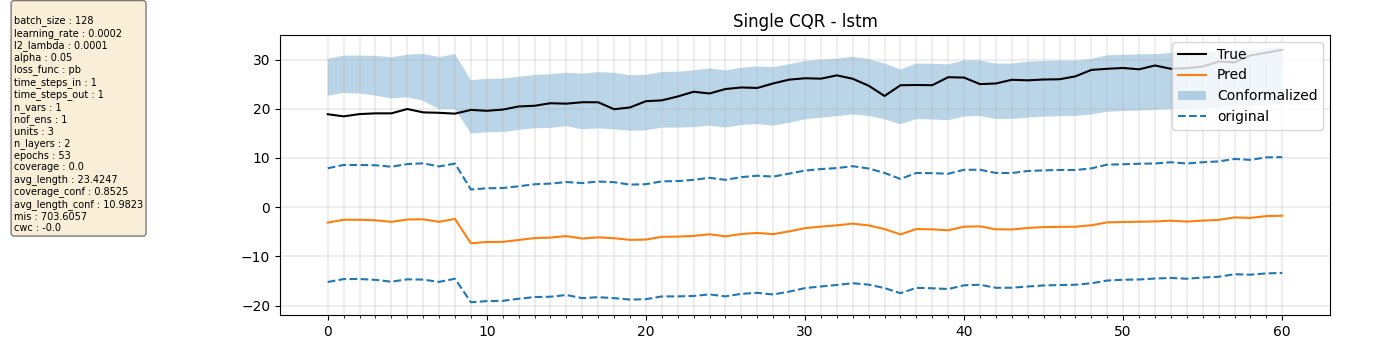 batch_size : 128
learning_rate : 0.0002
l2_lambda : 0.0001
alpha : 0.05
loss_func : pb
time_steps_in : 1
time_steps_out : 1
n_vars : 1
nof_ens : 1
units : 3
n_layers : 2
epochs : 53
coverage : 0.0
avg_length : 23.4247
coverage_conf : 0.8525
avg_length_conf : 10.9823
mis : 703.6057
cwc : -0.0
Single CQR - lstm
30
20
10
0
−10
−20
True
Pred
Conformalized
original
0 10 20 30 40 50 60